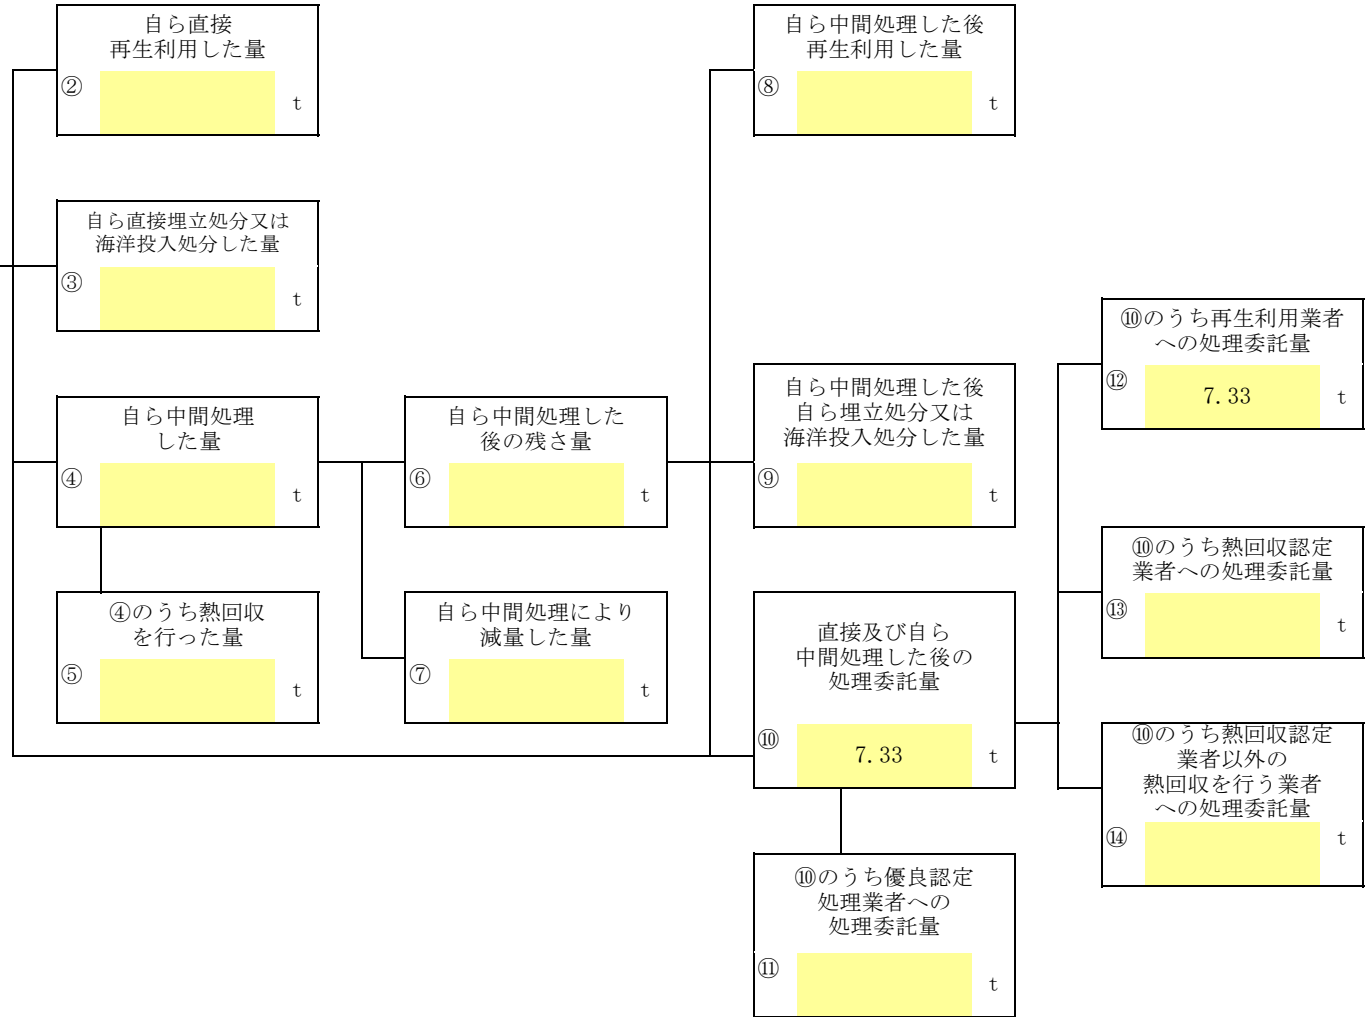 自ら直接
再生利用した量
②
t
自ら中間処理した後
再生利用した量
⑧
t
自ら直接埋立処分又は
海洋投入処分した量
③
t
⑩のうち再生利用業者
への処理委託量
⑫
7.33
t
自ら中間処理
した量
④
t
自ら中間処理した
後の残さ量
⑥
t
自ら中間処理した後
自ら埋立処分又は
海洋投入処分した量
⑨
t
⑩のうち熱回収認定
業者への処理委託量
⑬
t
④のうち熱回収
を行った量
⑤
t
自ら中間処理により
減量した量
⑦
t
直接及び自ら
中間処理した後の
処理委託量
⑩
7.33
t
⑩のうち熱回収認定
業者以外の
熱回収を行う業者
への処理委託量
⑭
t
⑩のうち優良認定
処理業者への
処理委託量
⑪
t